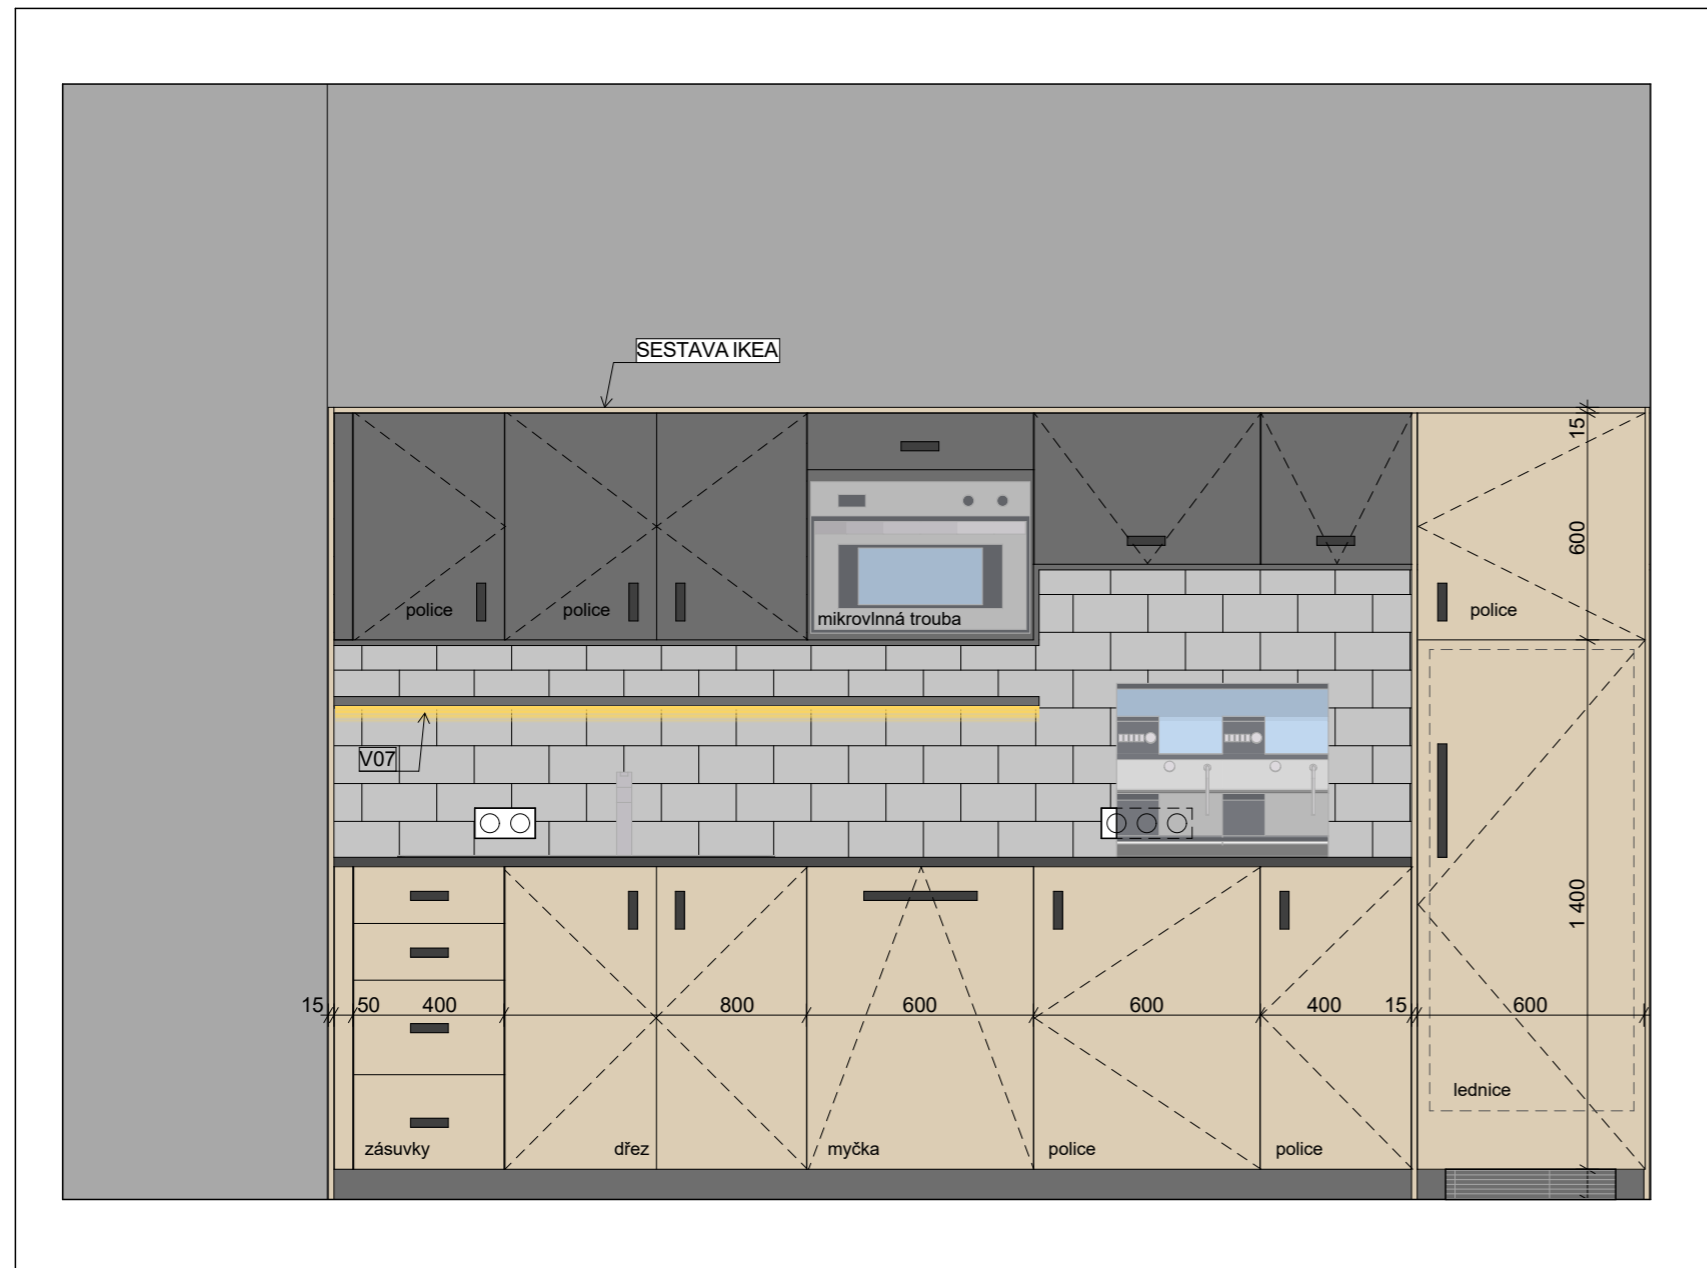 SESTAVA IKEA
15
600
police
police
police
mikrovlnná trouba
V07
1 400
15
50
400
800
600
600
400
15
600
lednice
zásuvky
dřez
myčka
police
police